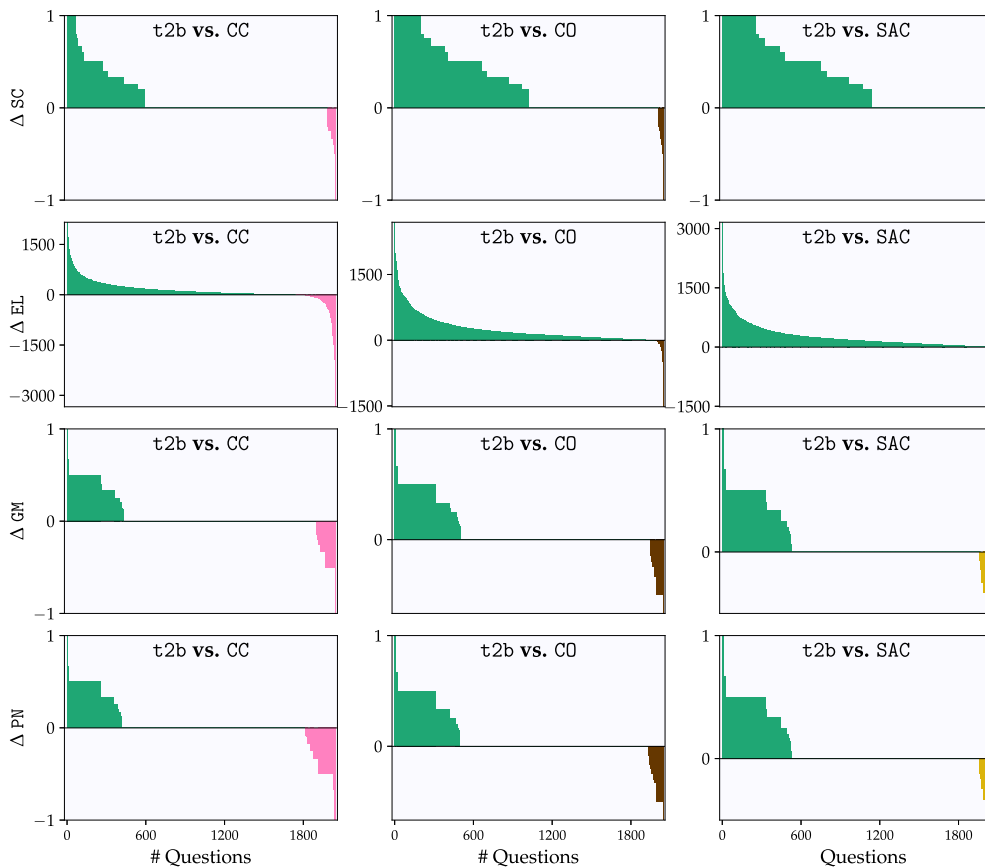 t2b vs. CC
t2b vs. CO
t2b vs. SAC
Δ SC
1
0
−1
1
0
−1
1
0
−1
t2b vs. CC
t2b vs. CO
t2b vs. SAC
Δ EL
1500
0
−1500
−3000
1500
0
−1500
3000
1500
0
−1500
t2b vs. CC
t2b vs. CO
t2b vs. SAC
Δ GM
1
0
−1
1
0
1
0
t2b vs. CC
t2b vs. CO
t2b vs. SAC
Δ PN
1
0
−1
1
0
1
0
0 600 1200 1800
0 600 1200 1800
0 600 1200
# Questions
# Questions
Questions